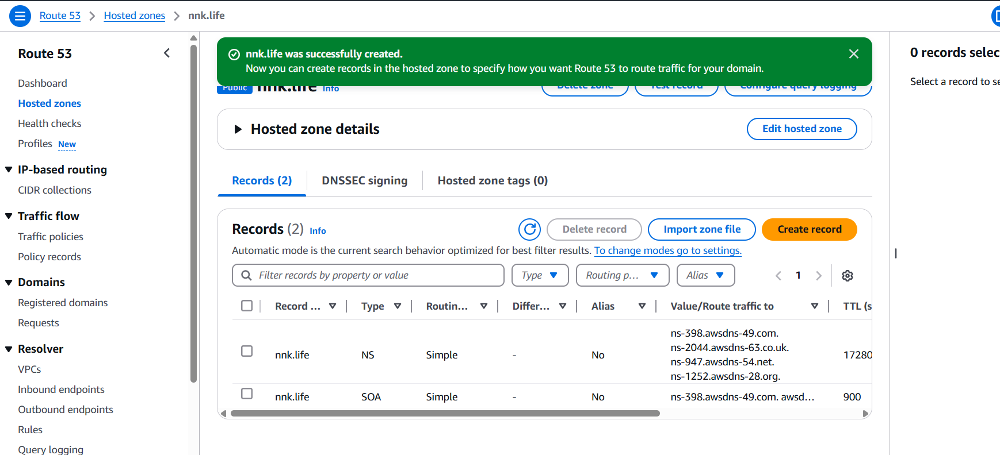 Route 53 > Hosted zones > nnk.life
Route 53
Dashboard
Hosted zones
Health checks
Profiles New
IP-based routing
CIDR collections
Traffic flow
Traffic policies
Policy records
Domains
Registered domains
Requests
Resolver
VPCs
Inbound endpoints
Outbound endpoints
Rules
Query logging
nnk.life was successfully created.
Now you can create records in the hosted zone to specify how you want Route 53 to route traffic for your domain.
Public nnk.life Info Delete zone Test record Configure query logging
Hosted zone details Edit hosted zone
Records (2) DNSSEC signing Hosted zone tags (0)
Records (2) Info Delete record Import zone file Create record
Automatic mode is the current search behavior optimized for best filter results. To change modes go to settings.
Filter records by property or value Type Routing p... Alias 1
Record ... Type Routin... Differ... Alias Value/Route traffic to TTL (s
nnk.life NS Simple - No ns-398.awsdns-49.com.
ns-2044.awsdns-63.co.uk.
ns-947.awsdns-54.net.
ns-1252.awsdns-28.org.
17280
nnk.life SOA Simple - No ns-398.awsdns-49.com. awsd... 900
0 records selec
Select a record to se